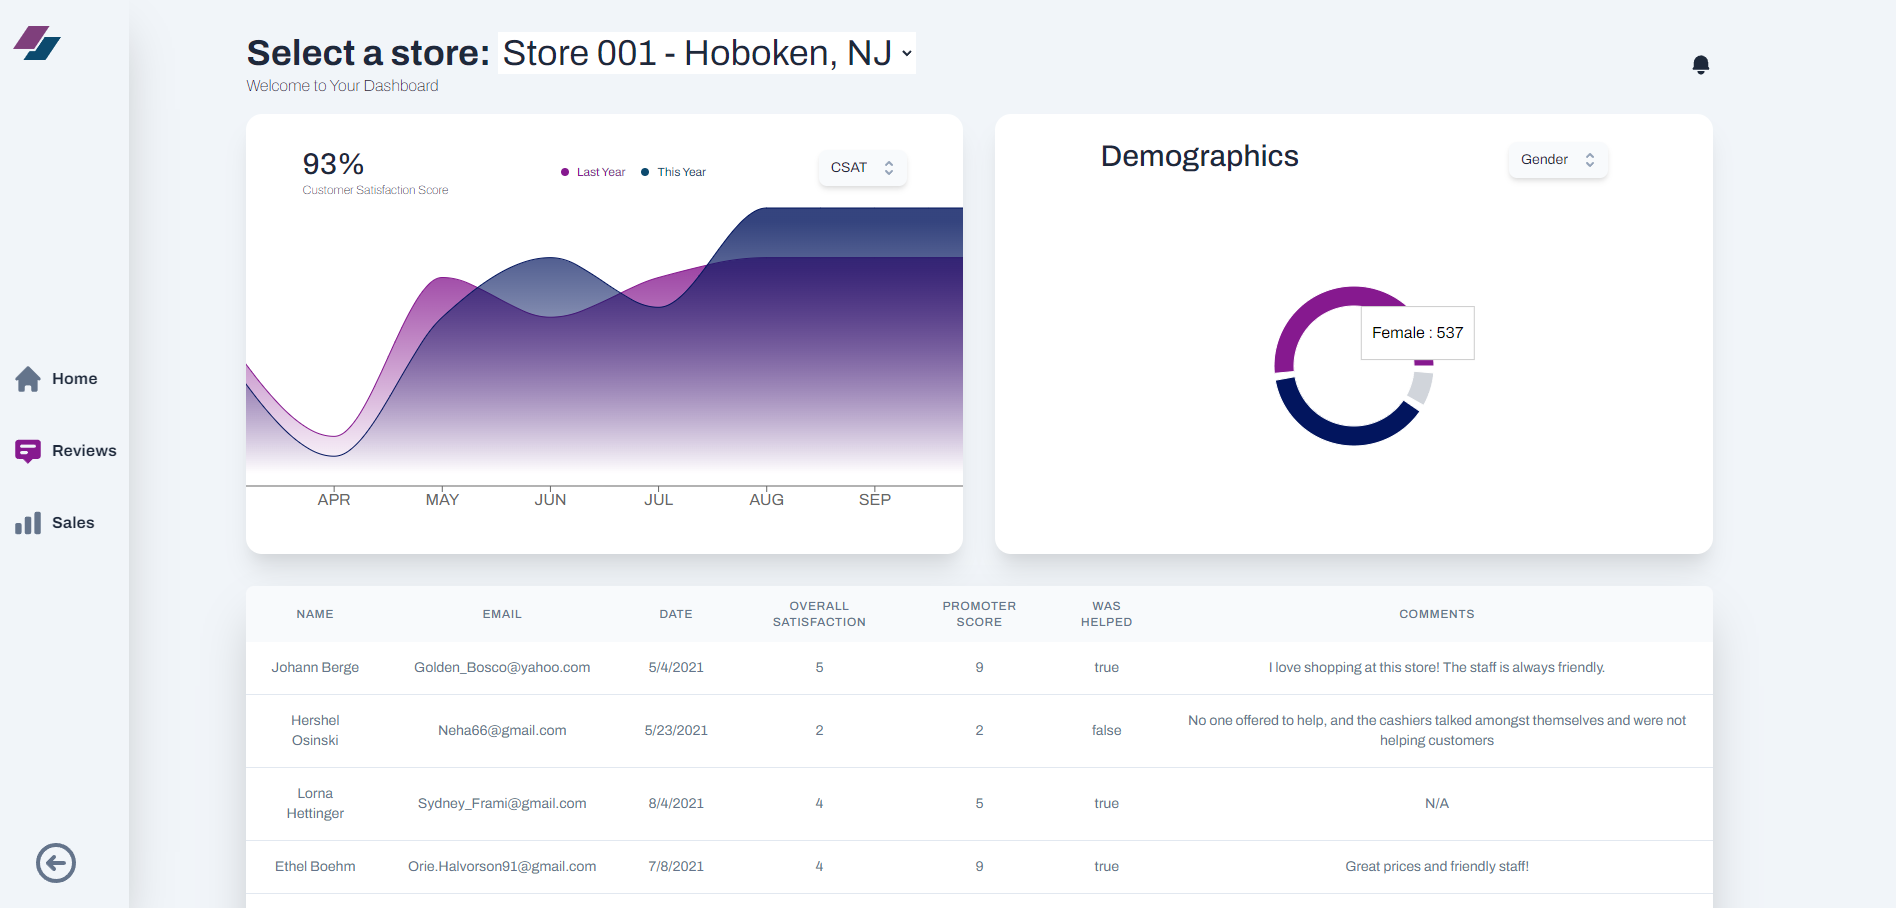 Select a store: Store 001 - Hoboken, NJ
Welcome to Your Dashboard
Home
Reviews
Sales
93%
Customer Satisfaction Score
Last Year This Year
CSAT
APR MAY JUN JUL AUG SEP
Demographics
Gender
Female : 537
NAME EMAIL DATE OVERALL SATISFACTION PROMOTER SCORE WAS HELPED COMMENTS
Johann Berge Golden_Bosco@yahoo.com 5/4/2021 5 9 true I love shopping at this store! The staff is always friendly.
Hershel Osinski Neha66@gmail.com 5/23/2021 2 2 false No one offered to help, and the cashiers talked amongst themselves and were not helping customers
Lorna Hettinger Sydney_Frami@gmail.com 8/4/2021 4 5 true N/A
Ethel Boehm Orie.Halvorson91@gmail.com 7/8/2021 4 9 true Great prices and friendly staff!